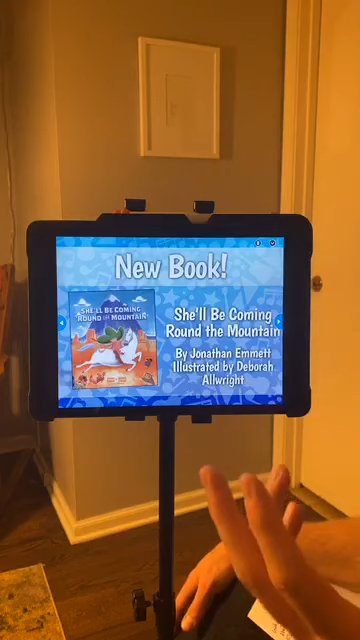 New Book!
SHE'LL BE COMING
ROUND THE MOUNTAIN
She'll Be Coming
Round the Mountain
By Jonathan Emmett
Illustrated by Deborah
Allwright